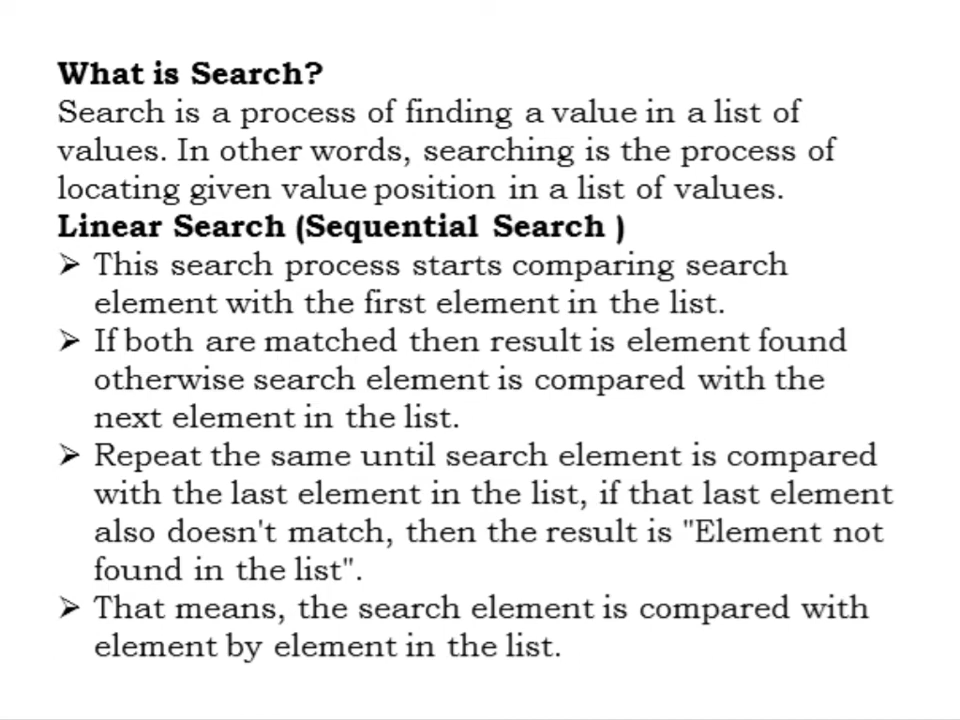 What is Search?
Search is a process of finding a value in a list of
values. In other words, searching is the process of
locating given value position in a list of values.
Linear Search (Sequential Search )
➢ This search process starts comparing search
element with the first element in the list.
➢ If both are matched then result is element found
otherwise search element is compared with the
next element in the list.
➢ Repeat the same until search element is compared
with the last element in the list, if that last element
also doesn't match, then the result is "Element not
found in the list".
➢ That means, the search element is compared with
element by element in the list.